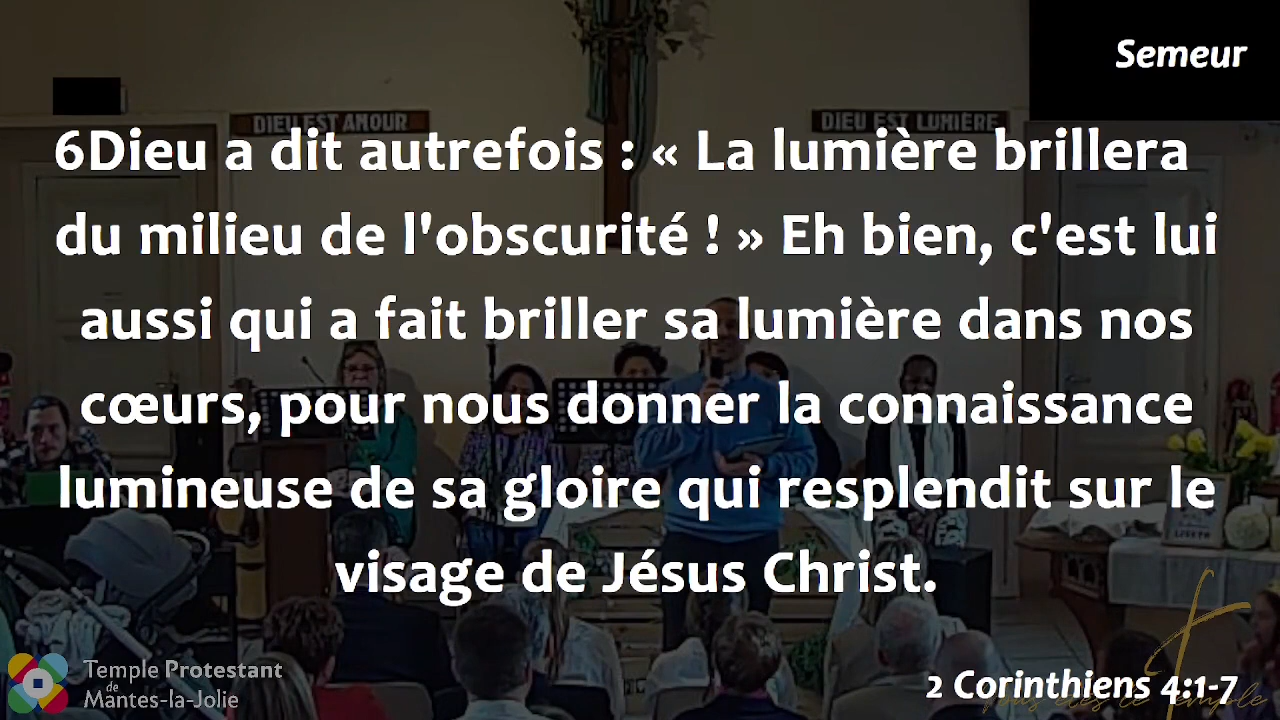 Semeur
DIEU EST AMOUR
DIEU EST LUMIÈRE
6Dieu a dit autrefois : « La lumière brillera
du milieu de l'obscurité ! » Eh bien, c'est lui
aussi qui a fait briller sa lumière dans nos
cœurs, pour nous donner la connaissance
lumineuse de sa gloire qui resplendit sur le
visage de Jésus Christ.
Temple Protestant
de
Mantes-la-Jolie
2 Corinthiens 4:1-7